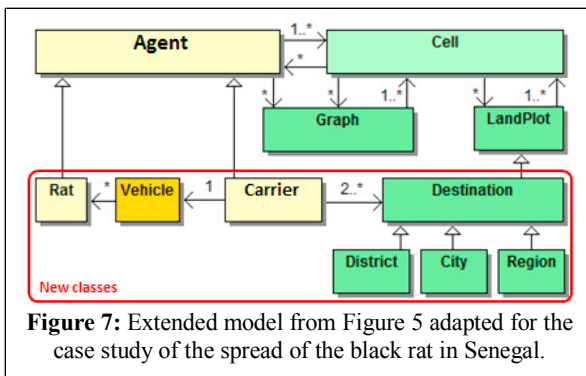 Agent
1..*
Cell
*
*
*
1..*
*
1..*
Graph
LandPlot
Rat
*
Vehicle
1
Carrier
2..*
Destination
District
City
Region
New classes
Figure 7: Extended model from Figure 5 adapted for the
case study of the spread of the black rat in Senegal.